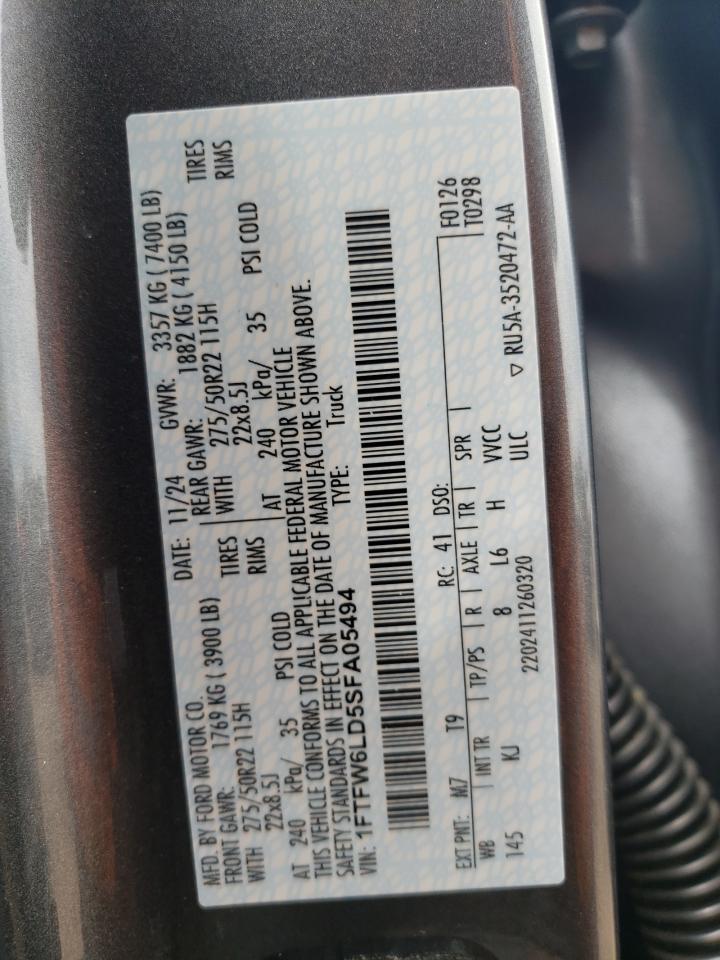 MFD. BY FORD MOTOR CO. DATE: 11/24 GVWR: 3357 KG ( 7400 LB)
FRONT GAWR: 1769 KG ( 3900 LB) REAR GAWR: 1882 KG ( 4150 LB)
WITH 275/50R22 115H TIRES WITH 275/50R22 115H TIRES
22x8.5J RIMS 22x8.5J RIMS
AT 240 kPa/ 35 PSI COLD AT 240 kPa/ 35 PSI COLD
THIS VEHICLE CONFORMS TO ALL APPLICABLE FEDERAL MOTOR VEHICLE
SAFETY STANDARDS IN EFFECT ON THE DATE OF MANUFACTURE SHOWN ABOVE.
VIN: 1FTFW6LD5SFA05494 TYPE: Truck
EXT PNT: M7 T9 RC: 41 DSO: F0126
WB INT TR TP/PS R AXLE TR SPR T0298
145 KJ 8 L6 H VVCC
2202411260320 ULC ▽ RU5A-3520472-AA